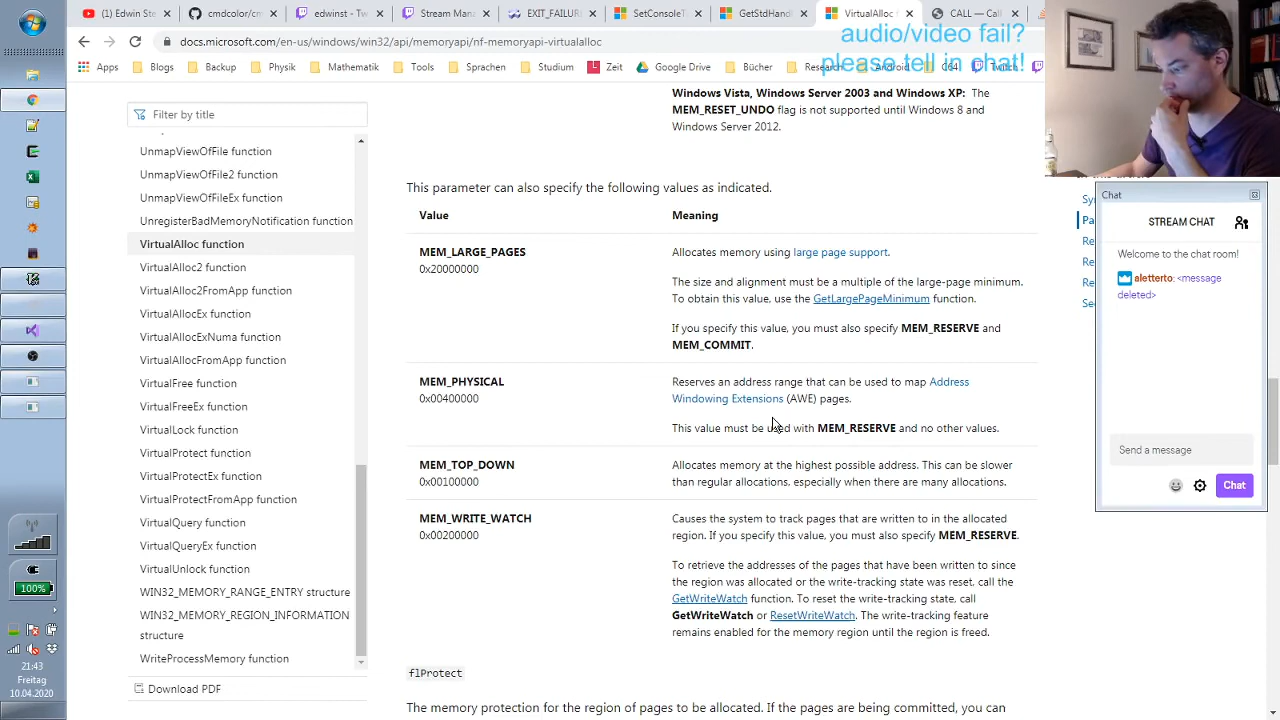 (1) Edwin Ste
cmdcolor/cm
edwins - Tw
Stream Ma
EXIT_FAILUR
SetConsoleT
GetStdHan
VirtualAlloc f
CALL — Call
docs.microsoft.com/en-us/windows/win32/api/memoryapi/nf-memoryapi-virtualalloc
Apps
Blogs
Backup
Physik
Mathematik
Tools
Sprachen
Studium
Zeit
Google Drive
Bücher
Research
Android
C64
Twitch
audio/video fail?
please tell in chat!
Filter by title
UnmapViewOfFile function
UnmapViewOfFile2 function
UnmapViewOfFileEx function
UnregisterBadMemoryNotification function
VirtualAlloc function
VirtualAlloc2 function
VirtualAlloc2FromApp function
VirtualAllocEx function
VirtualAllocExNuma function
VirtualAllocFromApp function
VirtualFree function
VirtualFreeEx function
VirtualLock function
VirtualProtect function
VirtualProtectEx function
VirtualProtectFromApp function
VirtualQuery function
VirtualQueryEx function
VirtualUnlock function
WIN32_MEMORY_RANGE_ENTRY structure
WIN32_MEMORY_REGION_INFORMATION
structure
WriteProcessMemory function
Download PDF
Windows Vista, Windows Server 2003 and Windows XP: The
MEM_RESET_UNDO flag is not supported until Windows 8 and
Windows Server 2012.
This parameter can also specify the following values as indicated.
Value Meaning
MEM_LARGE_PAGES
0x20000000
Allocates memory using large page support.
The size and alignment must be a multiple of the large-page minimum.
To obtain this value, use the GetLargePageMinimum function.
If you specify this value, you must also specify MEM_RESERVE and
MEM_COMMIT.
MEM_PHYSICAL
0x00400000
Reserves an address range that can be used to map Address
Windowing Extensions (AWE) pages.
This value must be used with MEM_RESERVE and no other values.
MEM_TOP_DOWN
0x00100000
Allocates memory at the highest possible address. This can be slower
than regular allocations, especially when there are many allocations.
MEM_WRITE_WATCH
0x00200000
Causes the system to track pages that are written to in the allocated
region. If you specify this value, you must also specify MEM_RESERVE.
To retrieve the addresses of the pages that have been written to since
the region was allocated or the write-tracking state was reset, call the
GetWriteWatch function. To reset the write-tracking state, call
GetWriteWatch or ResetWriteWatch. The write-tracking feature
remains enabled for the memory region until the region is freed.
flProtect
The memory protection for the region of pages to be allocated. If the pages are being committed, you can
Sy
Pa
Re
Re
Re
Se
Chat
STREAM CHAT
Welcome to the chat room!
aletterto: <message
deleted>
Send a message
Chat
100%
21:43
Freitag
10.04.2020